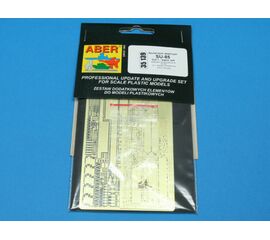 ABER
35 139
SU-85
PROFESSIONAL UPDATE AND UPGRADE SET
FOR SCALE PLASTIC MODELS
ZESTAW DODATKOWYCH ELEMENTÓW
DO MODELI PLASTIKOWYCH